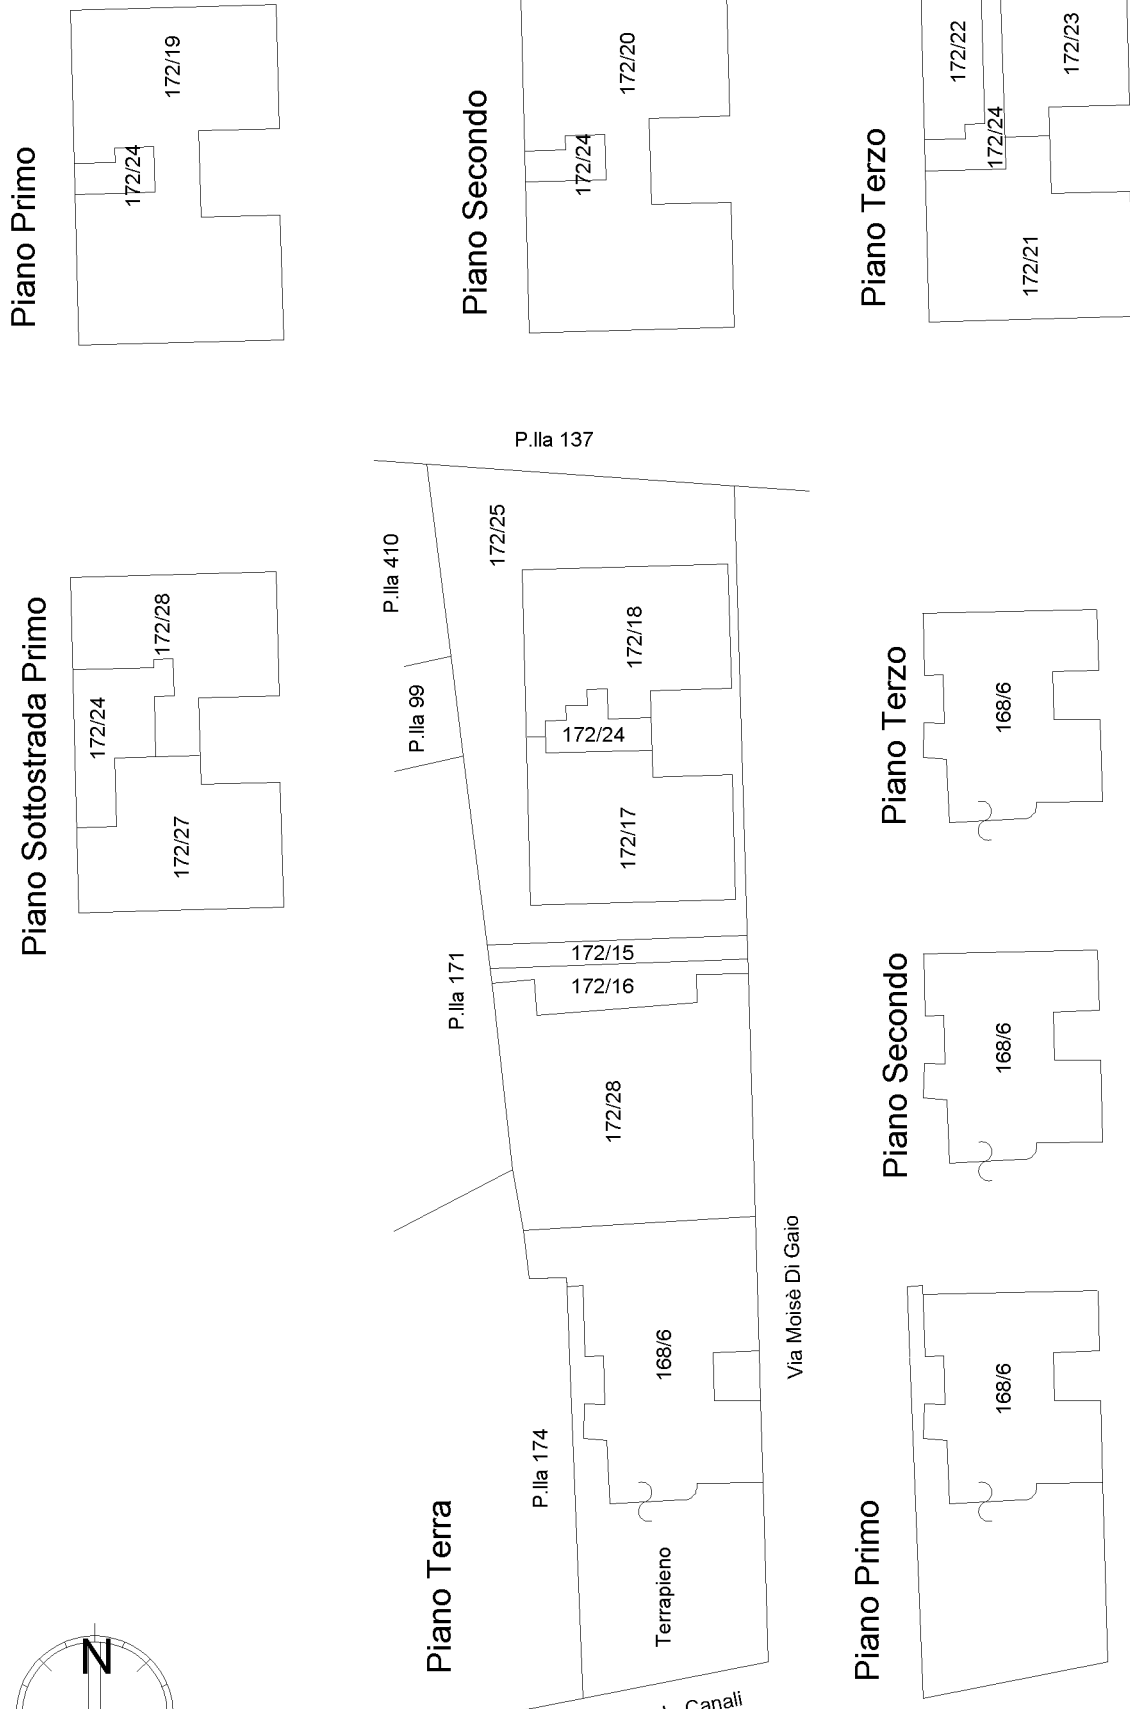 Piano Primo
172/19
172/24
Piano Secondo
172/20
172/24
Piano Terzo
172/22
172/23
172/24
172/21
P.lla 137
Piano Sottostrada Primo
172/28
172/24
172/27
P.lla 410
P.lla 99
172/25
172/18
172/24
172/17
172/15
172/16
P.lla 171
172/28
Piano Terzo
168/6
Piano Secondo
168/6
Via Moisè Di Gaio
168/6
P.lla 174
Piano Terra
Terrapieno
Canali
Piano Primo
168/6
N